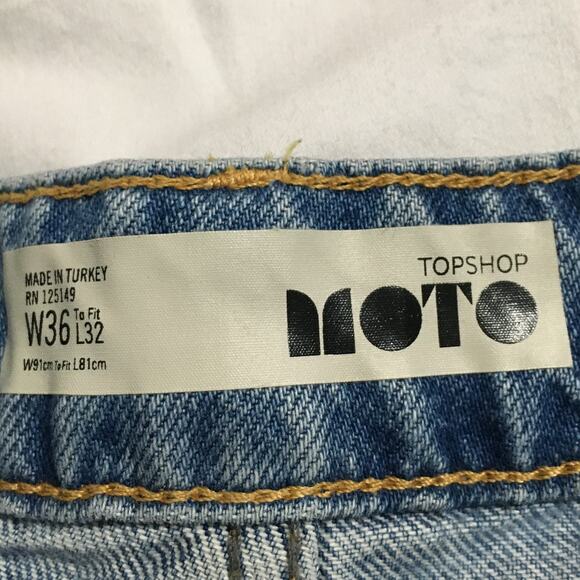 MADE IN TURKEY
RN 125149
W36 To Fit L32
W91cm To Fit L81cm
TOPSHOP
MOTO